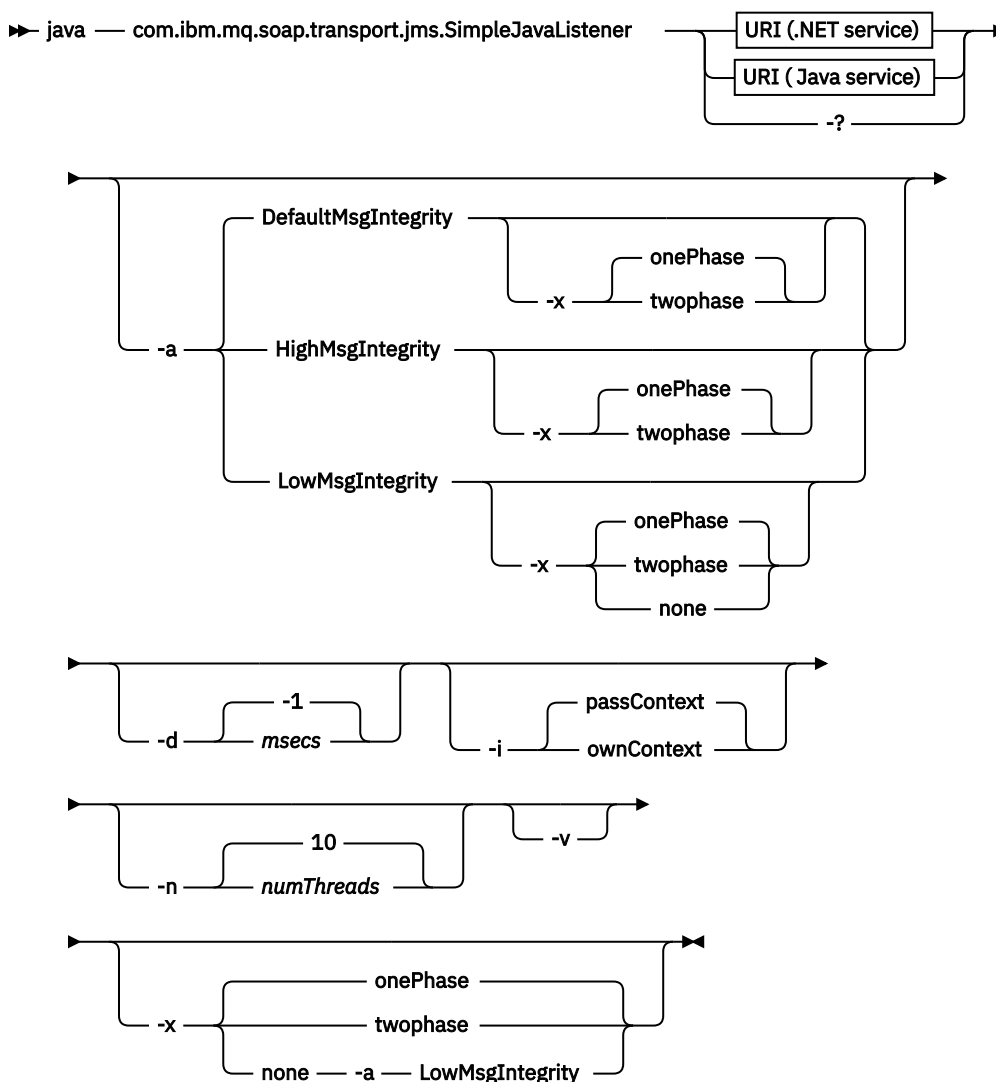 java com.ibm.mq.soap.transport.jms.SimpleJavaListener URI (.NET service)
URI ( Java service)
-?
DefaultMsgIntegrity
onePhase
-x twophase
-a HighMsgIntegrity
onePhase
-x twophase
LowMsgIntegrity
onePhase
-x twophase
none
-1 passContext
-d msecs -i ownContext
10 -v
-n numThreads
onePhase
-x twophase
none -a LowMsgIntegrity